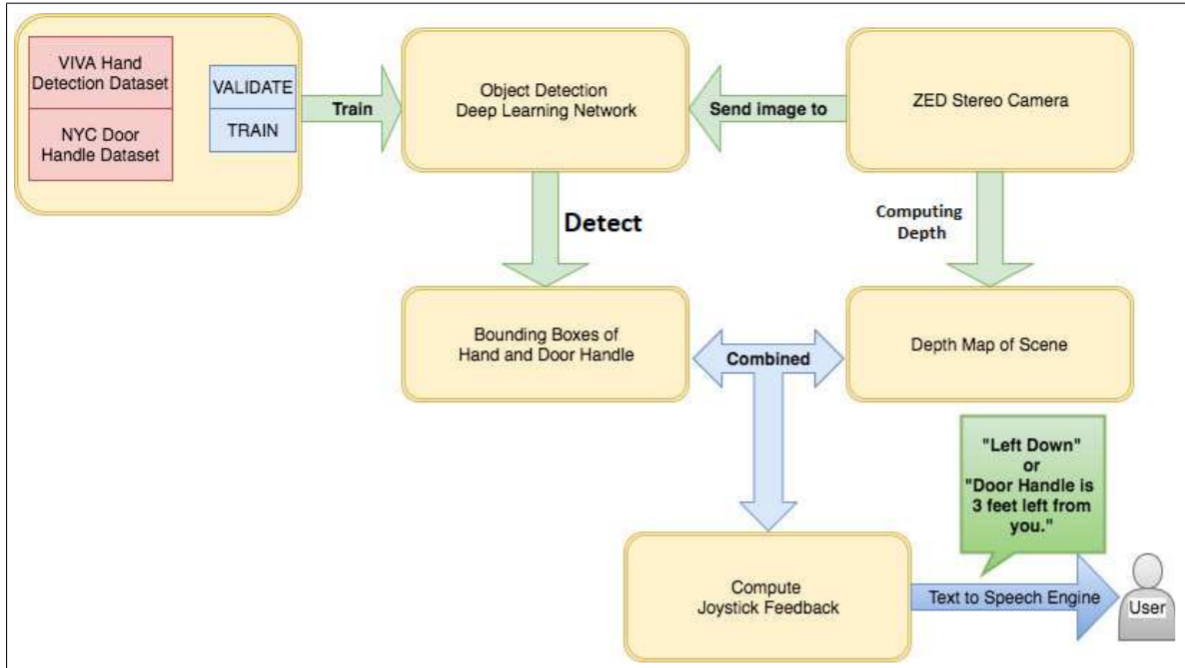 VIVA Hand
Detection Dataset
NYC Door
Handle Dataset
VALIDATE
TRAIN
Train
Object Detection
Deep Learning Network
Send image to
ZED Stereo Camera
Detect
Computing
Depth
Bounding Boxes of
Hand and Door Handle
Combined
Depth Map of Scene
"Left Down"
or
"Door Handle is
3 feet left from
you."
Compute
Joystick Feedback
Text to Speech Engine
User